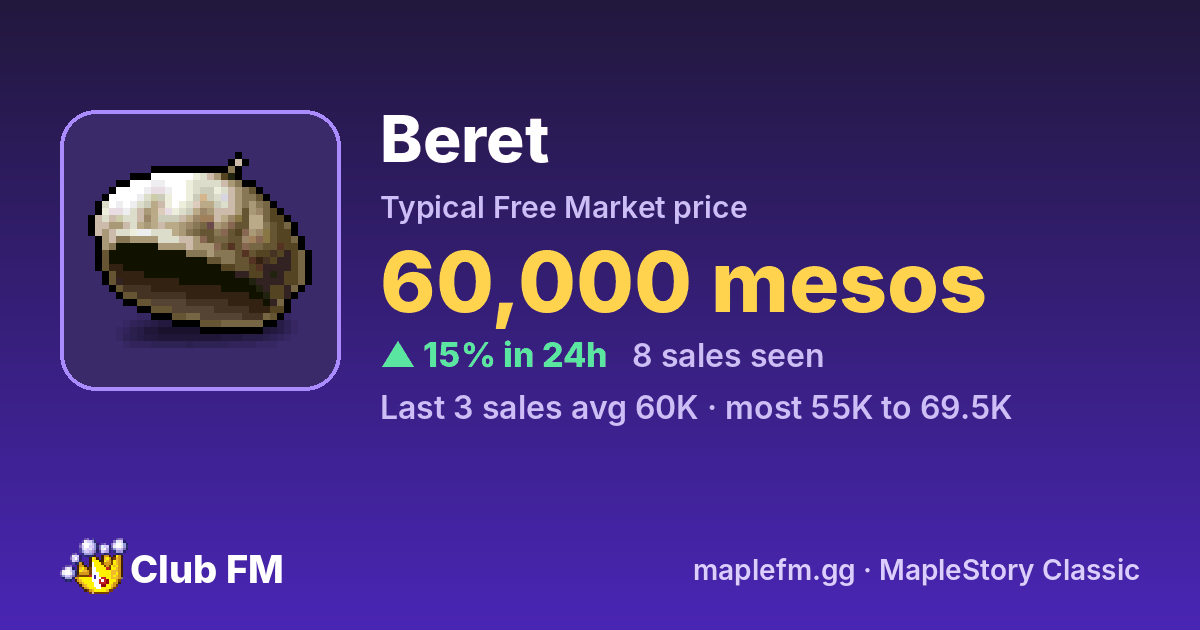 Beret
Typical Free Market price
60,000 mesos
▲ 15% in 24h 8 sales seen
Last 3 sales avg 60K · most 55K to 69.5K
Club FM
maplefm.gg · MapleStory Classic